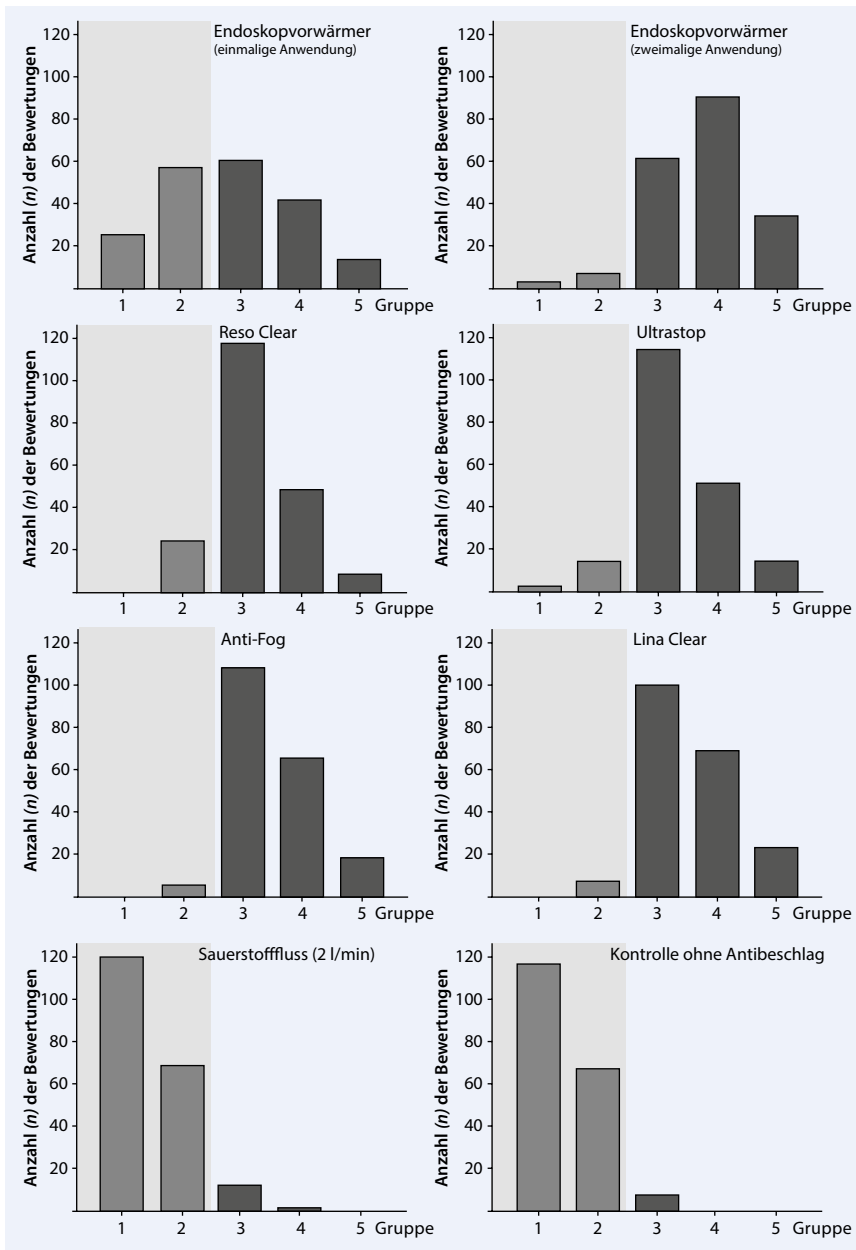 Endoskopvorwärmer
(einmalige Anwendung)
Anzahl (n) der Bewertungen
120
100
80
60
40
20
1 2 3 4 5 Gruppe
Endoskopvorwärmer
(zweimalige Anwendung)
Anzahl (n) der Bewertungen
120
100
80
60
40
20
1 2 3 4 5 Gruppe
Reso Clear
Anzahl (n) der Bewertungen
120
100
80
60
40
20
1 2 3 4 5 Gruppe
Ultrastop
Anzahl (n) der Bewertungen
120
100
80
60
40
20
1 2 3 4 5 Gruppe
Anti-Fog
Anzahl (n) der Bewertungen
120
100
80
60
40
20
1 2 3 4 5 Gruppe
Lina Clear
Anzahl (n) der Bewertungen
120
100
80
60
40
20
1 2 3 4 5 Gruppe
Sauerstofffluss (2 l/min)
Anzahl (n) der Bewertungen
120
100
80
60
40
20
1 2 3 4 5 Gruppe
Kontrolle ohne Antibeschlag
Anzahl (n) der Bewertungen
120
100
80
60
40
20
1 2 3 4 5 Gruppe